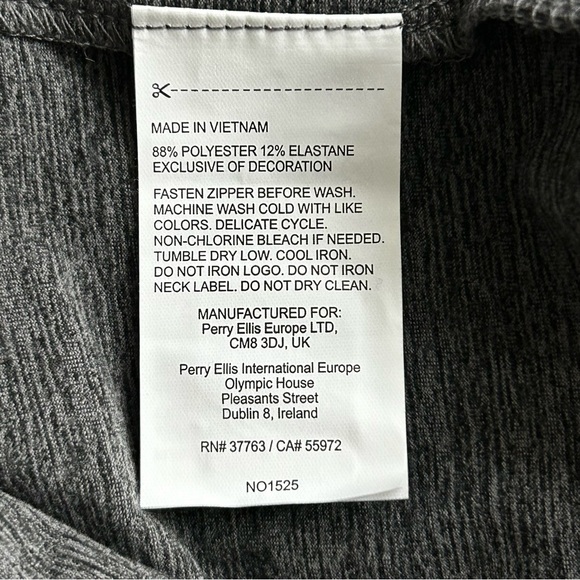 MADE IN VIETNAM
88% POLYESTER 12% ELASTANE
EXCLUSIVE OF DECORATION
FASTEN ZIPPER BEFORE WASH.
MACHINE WASH COLD WITH LIKE
COLORS. DELICATE CYCLE.
NON-CHLORINE BLEACH IF NEEDED.
TUMBLE DRY LOW. COOL IRON.
DO NOT IRON LOGO. DO NOT IRON
NECK LABEL. DO NOT DRY CLEAN.
MANUFACTURED FOR:
Perry Ellis Europe LTD,
CM8 3DJ, UK
Perry Ellis International Europe
Olympic House
Pleasants Street
Dublin 8, Ireland
RN# 37763 / CA# 55972
NO1525